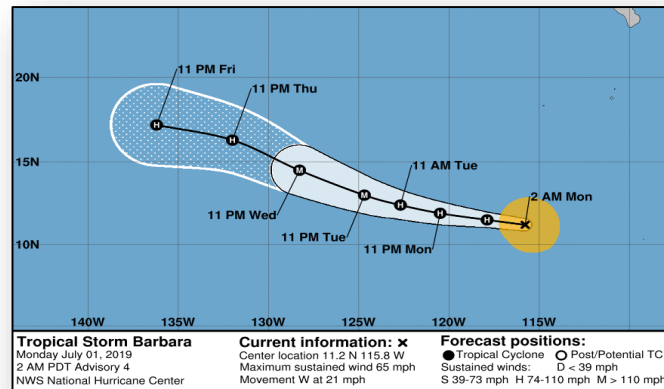 20N
15N
10N
11 PM Fri
11 PM Thu
11 AM Tue
2 AM Mon
11 PM Wed
11 PM Tue
11 PM Mon
H
H
M
M
H
H
H
140W 135W 130W 125W 120W 115W
Tropical Storm Barbara
Monday July 01, 2019
2 AM PDT Advisory 4
NWS National Hurricane Center
Current information: x
Center location 11.2 N 115.8 W
Maximum sustained wind 65 mph
Movement W at 21 mph
Forecast positions:
Tropical Cyclone Post/Potential TC
Sustained winds: D < 39 mph
S 39-73 mph H 74-110 mph M > 110 mph